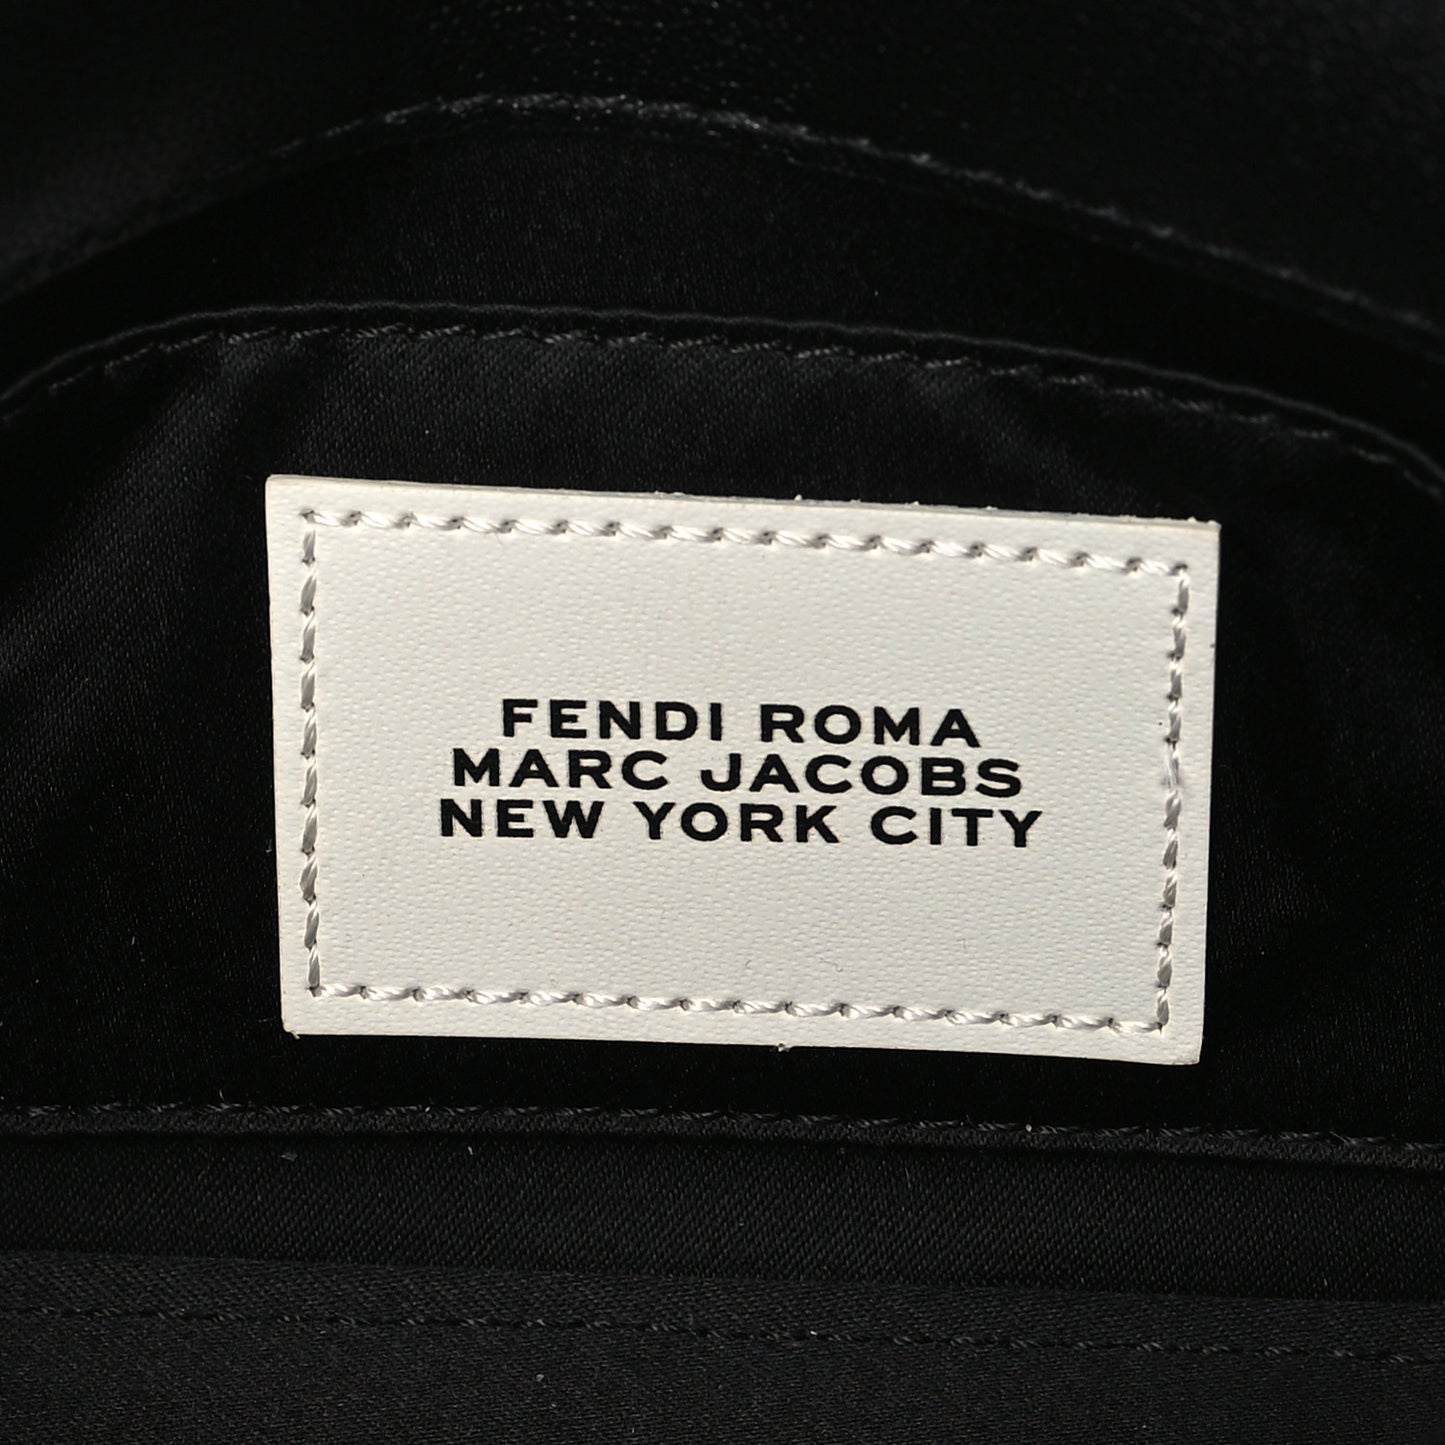 FENDI ROMA
MARC JACOBS
NEW YORK CITY